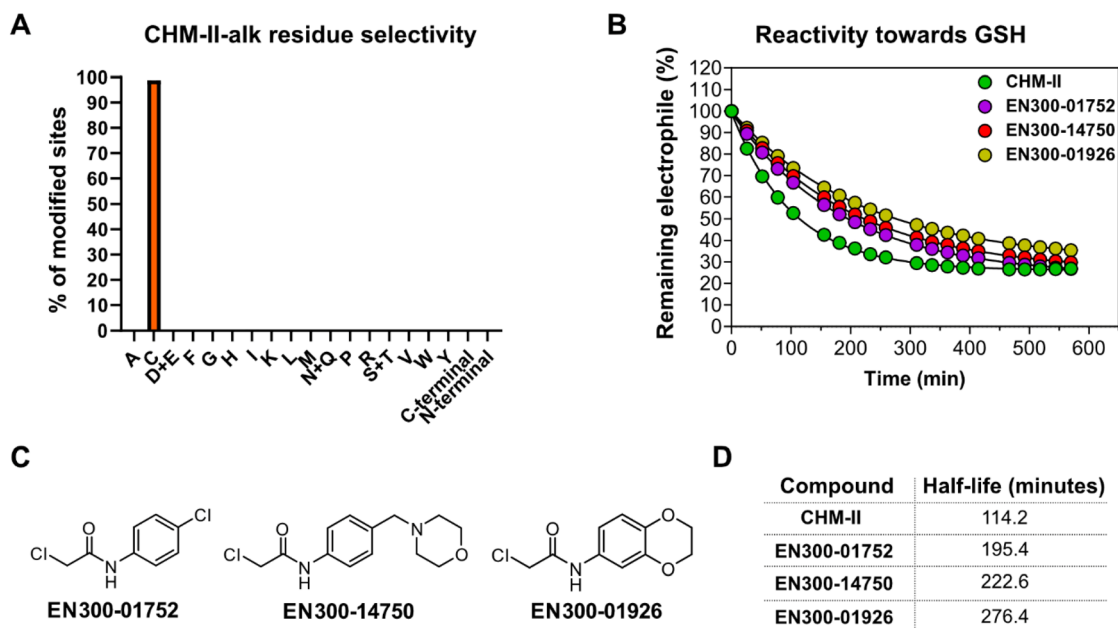 A
CHM-II-alk residue selectivity
% of modified sites
100
90
80
70
60
50
40
30
20
10
0
A
C
D+E
F
G
H
I
K
L
M
N+Q
P
R
S+T
V
W
Y
C-terminal
N-terminal
B
Reactivity towards GSH
Remaining electrophile (%)
120
110
100
90
80
70
60
50
40
30
20
10
0
0 100 200 300 400 500 600
Time (min)
CHM-II
EN300-01752
EN300-14750
EN300-01926
C
Cl
O
N
H
Cl
EN300-01752
Cl
O
N
H
N
O
EN300-14750
Cl
O
N
H
O
O
EN300-01926
D
Compound Half-life (minutes)
CHM-II 114.2
EN300-01752 195.4
EN300-14750 222.6
EN300-01926 276.4